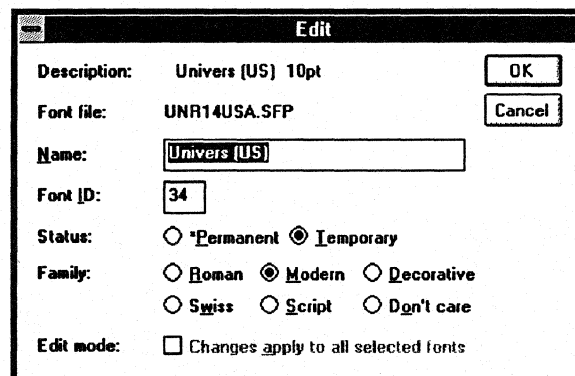 Edit
Description: Univers (US) 10pt OK
Font file: UNR14USA.SFP Cancel
Name: Univers (US)
Font ID: 34
Status: *Permanent Temporary
Family: Roman Modern Decorative
Swiss Script Don't care
Edit mode: Changes apply to all selected fonts